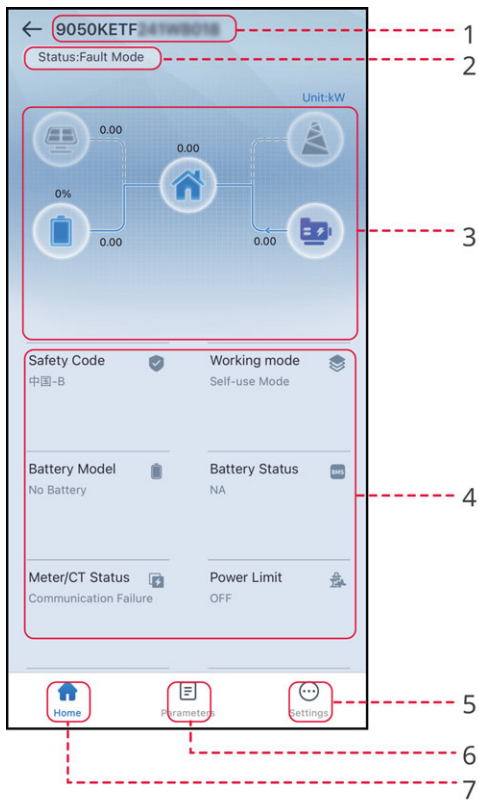 9050KETF
1
Status:Fault Mode
2
Unit:kW
0.00
0.00
0%
0.00
0.00
3
Safety Code
Working mode
中国-B
Self-use Mode
Battery Model
Battery Status
BMS
No Battery
NA
4
Meter/CT Status
Power Limit
Communication Failure
OFF
Home
Parameters
Settings
5
6
7